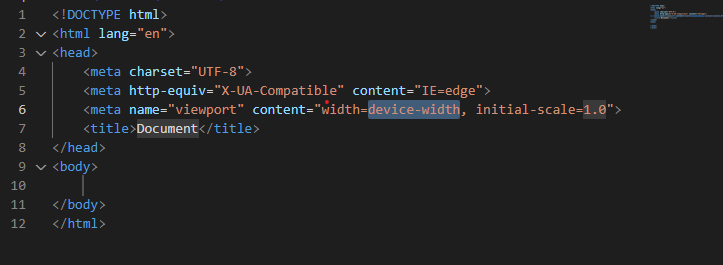 1 <!DOCTYPE html>
2 <html lang="en">
3 <head>
4     <meta charset="UTF-8">
5     <meta http-equiv="X-UA-Compatible" content="IE=edge">
6     <meta name="viewport" content="width=device-width, initial-scale=1.0">
7     <title>Document</title>
8 </head>
9 <body>
10
11 </body>
12 </html>